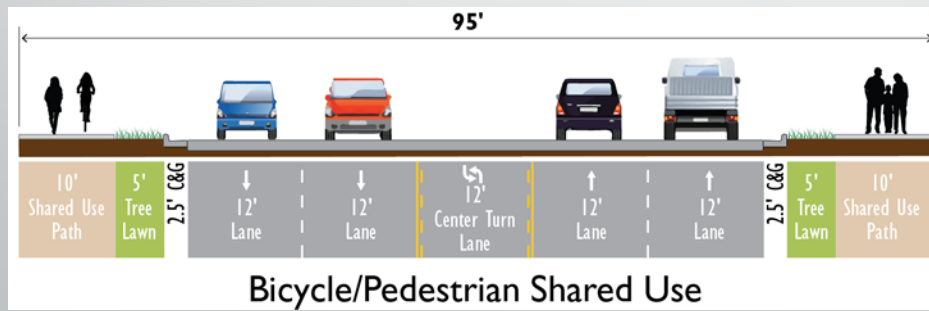 95'
10'
Shared Use
Path
5'
Tree
Lawn
2.5' C&G
12'
Lane
12'
Lane
12'
Center Turn
Lane
12'
Lane
12'
Lane
2.5' C&G
5'
Tree
Lawn
10'
Shared Use
Path
Bicycle/Pedestrian Shared Use